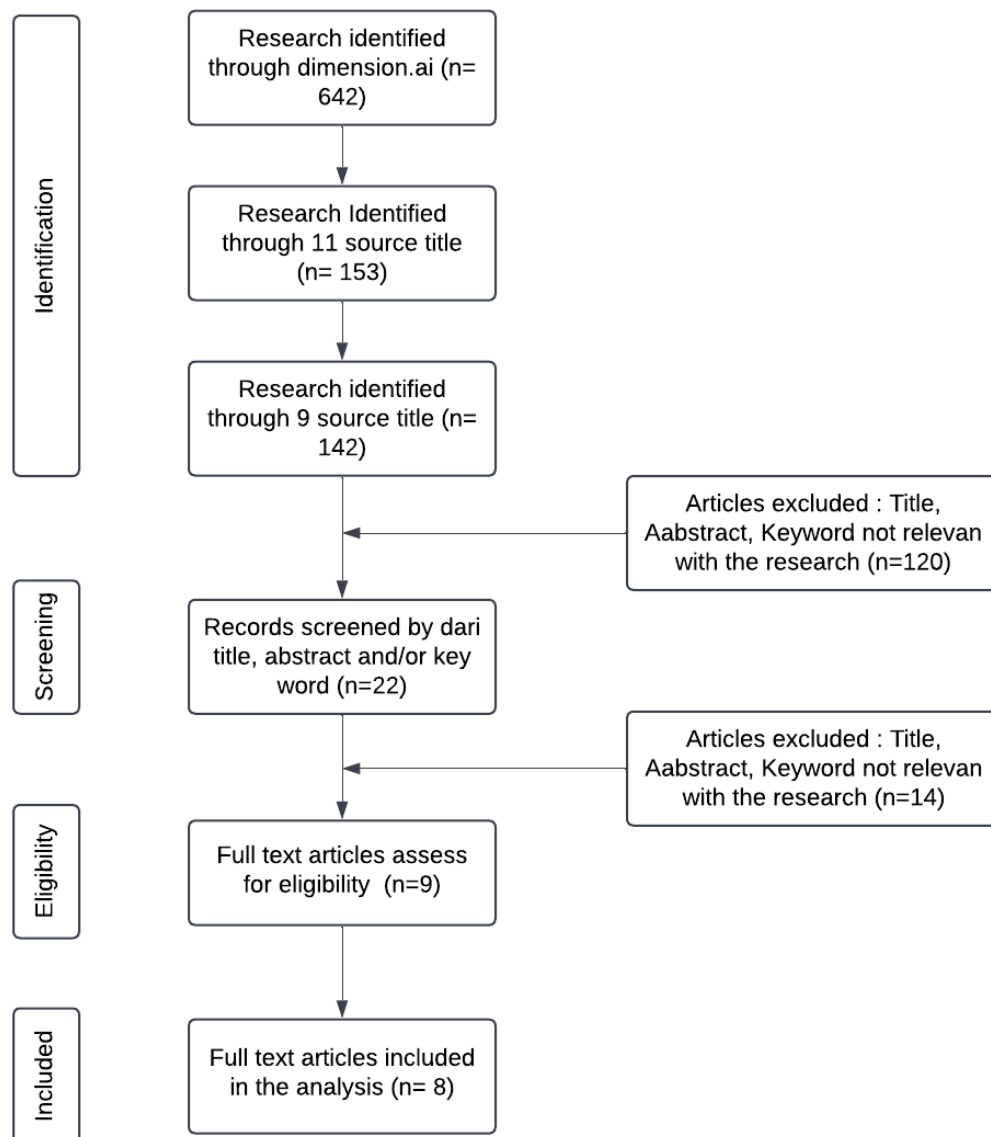 Identification
Research identified
through dimension.ai (n=
642)
Research Identified
through 11 source title
(n= 153)
Research identified
through 9 source title (n=
142)
Articles excluded : Title,
Aabstract, Keyword not relevan
with the research (n=120)
Screening
Records screened by dari
title, abstract and/or key
word (n=22)
Articles excluded : Title,
Aabstract, Keyword not relevan
with the research (n=14)
Eligibility
Full text articles assess
for eligibility  (n=9)
Included
Full text articles included
in the analysis (n= 8)